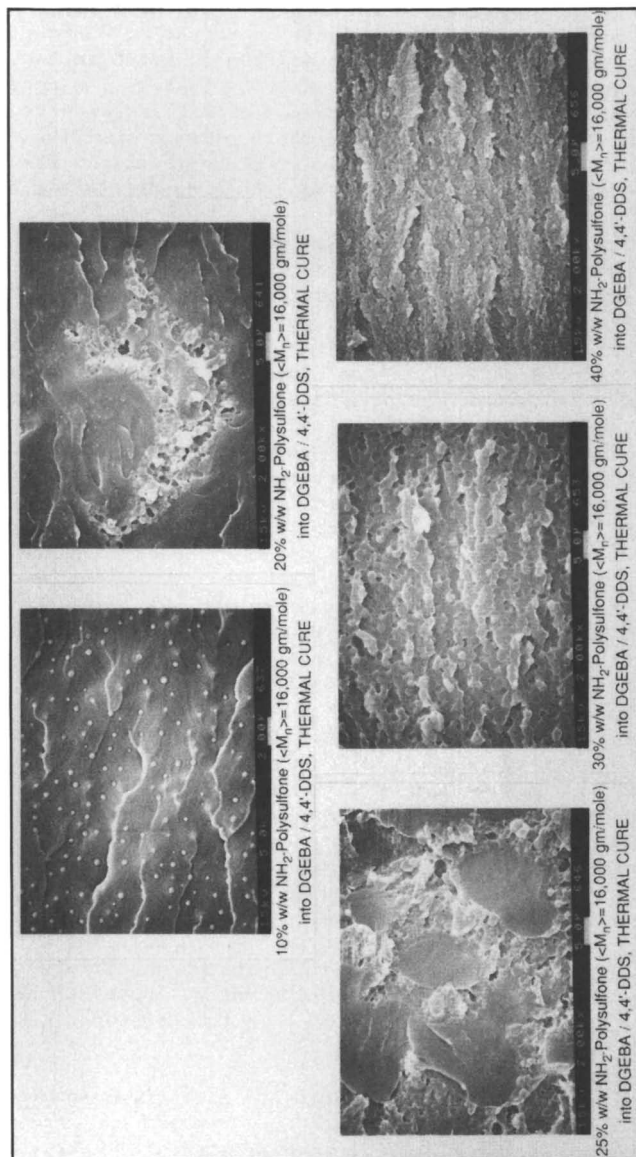 10% w/w NH₂-Polysulfone (<Mₙ>=16,000 gm/mole)
into DGEBA / 4,4'-DDS, THERMAL CURE
20% w/w NH₂-Polysulfone (<Mₙ>=16,000 gm/mole)
into DGEBA / 4,4'-DDS, THERMAL CURE
25% w/w NH₂-Polysulfone (<Mₙ>=16,000 gm/mole)
into DGEBA / 4,4'-DDS, THERMAL CURE
30% w/w NH₂-Polysulfone (<Mₙ>=16,000 gm/mole)
into DGEBA / 4,4'-DDS, THERMAL CURE
40% w/w NH₂-Polysulfone (<Mₙ>=16,000 gm/mole)
into DGEBA / 4,4'-DDS, THERMAL CURE